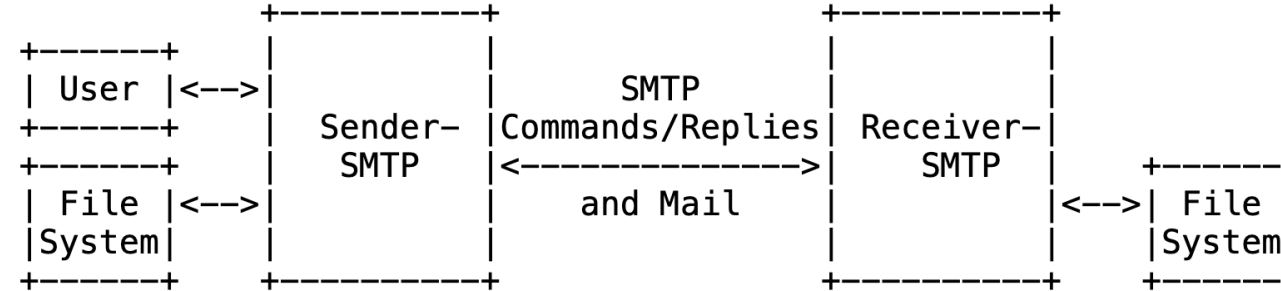 +----------+                +----------+
+------+    |          |                |          |
| User |<-->|          |      SMTP      |          |
+------+    |  Sender- |Commands/Replies| Receiver-|
+------+    |   SMTP   |<-------------->|    SMTP  |    +------
| File |<-->|          |    and Mail    |          |<-->| File
|System|    |          |                |          |    |System
+------+    +----------+                +----------+    +------